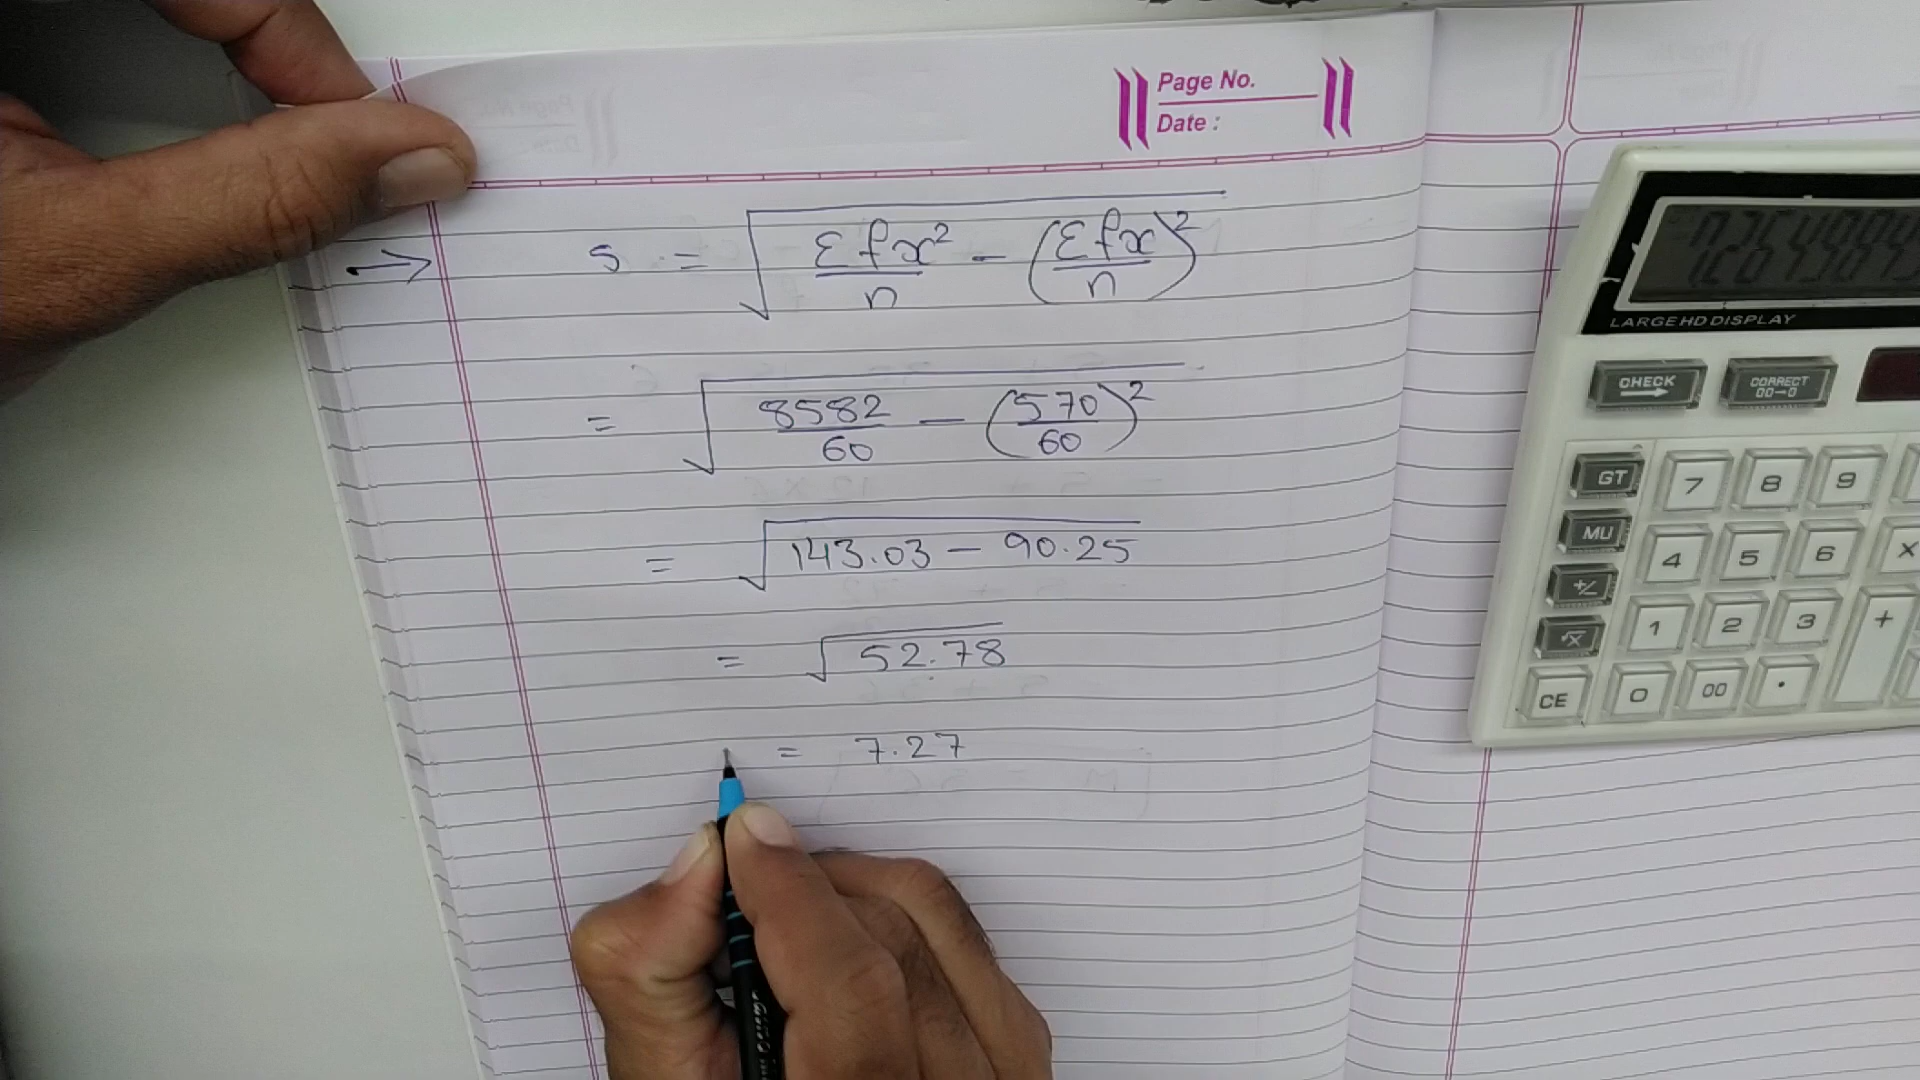 Page No.
Date :
→ s = √(Σfx²/n − (Σfx/n)²)
= √(8582/60 − (570/60)²)
= √(143.03 − 90.25)
= √52.78
= 7.27
LARGE HD DISPLAY
CHECK → CORRECT 00→0
GT 7 8 9
MU 4 5 6 ×
+/- 1 2 3 +
√x
CE 0 00 .